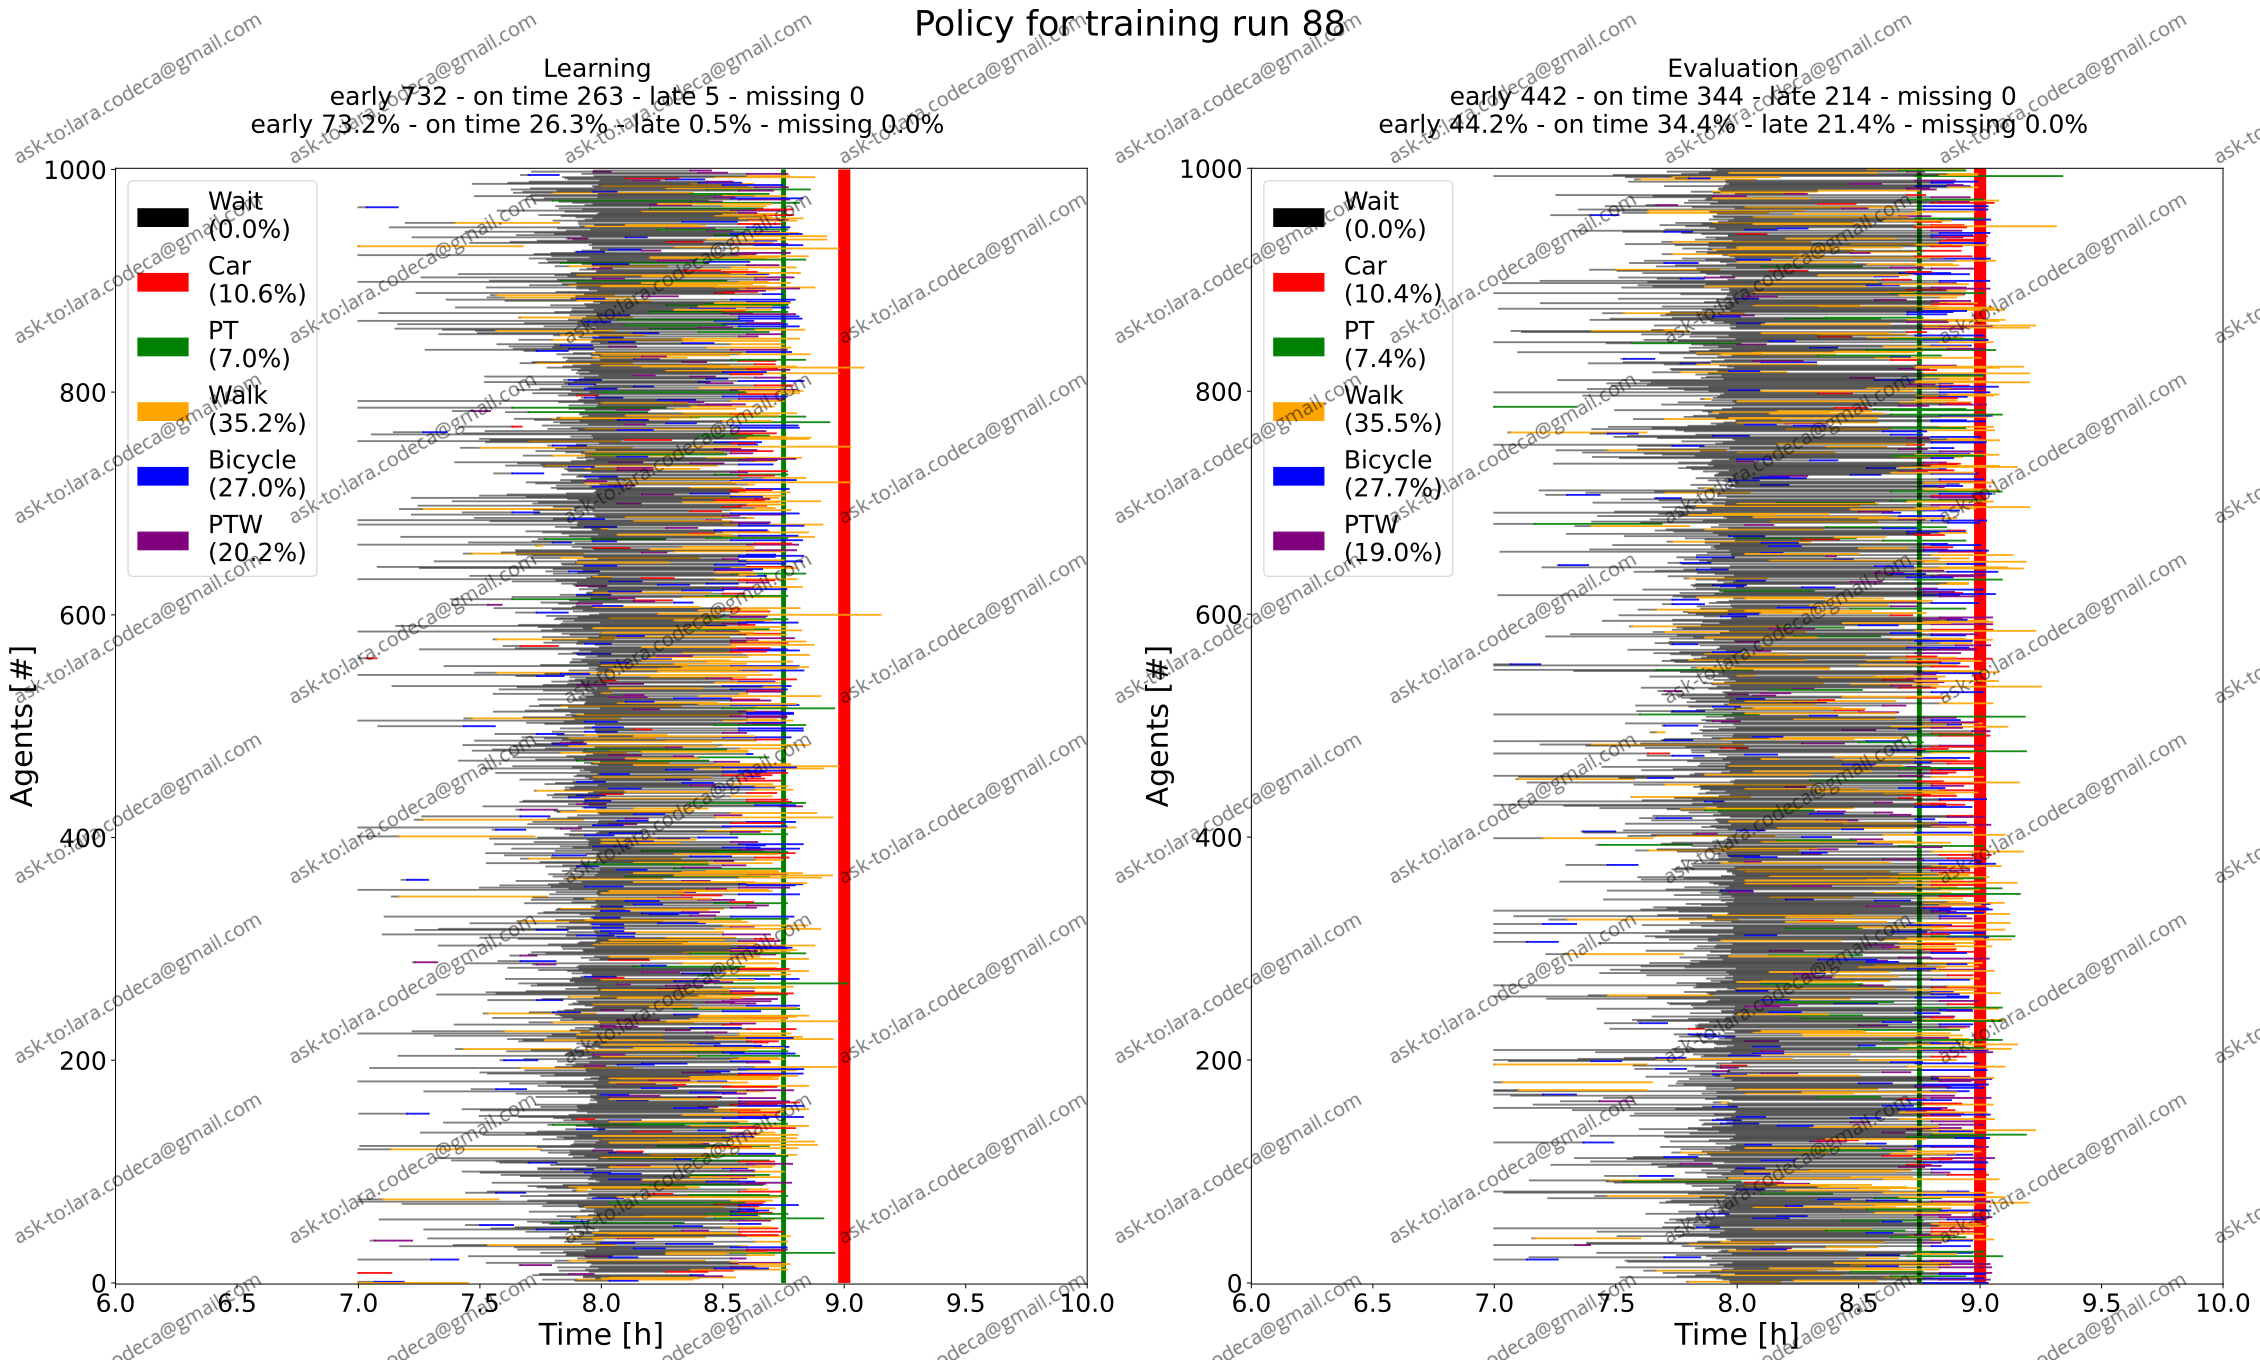 Policy for training run 88
Learning
early 732 - on time 263 - late 5 - missing 0
early 73.2% - on time 26.3% - late 0.5% - missing 0.0%
1000
800
600
400
200
0
Agents [#]
Wait
(0.0%)
Car
(10.6%)
PT
(7.0%)
Walk
(35.2%)
Bicycle
(27.0%)
PTW
(20.2%)
6.0 6.5 7.0 7.5 8.0 8.5 9.0 9.5 10.0
Time [h]
Evaluation
early 442 - on time 344 - late 214 - missing 0
early 44.2% - on time 34.4% - late 21.4% - missing 0.0%
1000
800
600
400
200
0
Agents [#]
Wait
(0.0%)
Car
(10.4%)
PT
(7.4%)
Walk
(35.5%)
Bicycle
(27.7%)
PTW
(19.0%)
6.0 6.5 7.0 7.5 8.0 8.5 9.0 9.5 10.0
Time [h]
ask-to:lara.codeca@gmail.com